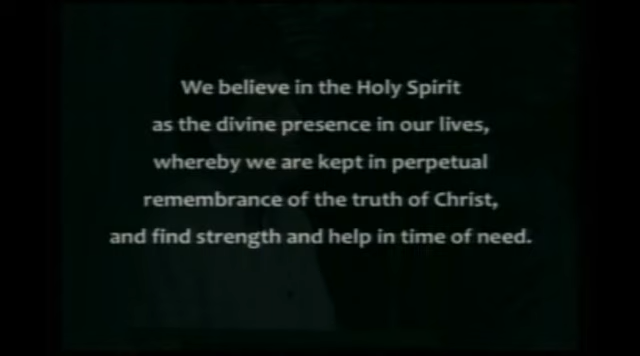 We believe in the Holy Spirit
as the divine presence in our lives,
whereby we are kept in perpetual
remembrance of the truth of Christ,
and find strength and help in time of need.